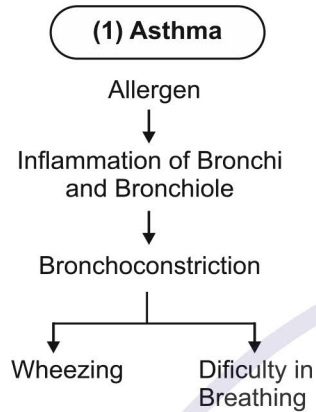 (1) Asthma
Allergen
Inflammation of Bronchi
and Bronchiole
Bronchoconstriction
Wheezing
Dificulty in
Breathing